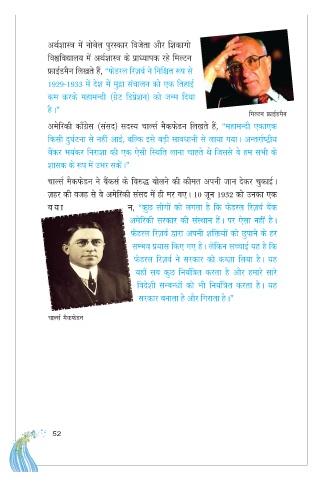 अर्थशास्त्र में नोबेल पुरस्कार विजेता और शिकागो
विश्वविद्यालय में अर्थशास्त्र के प्राध्यापक रहे मिल्टन
फ्राईडमैन लिखते हैं, "फेडरल रिज़र्व ने निश्चित रूप से
1929-1933 में देश में मुद्रा संचालन को एक तिहाई
कम करके महामन्दी (ग्रेट डिप्रेशन) को जन्म दिया
है।"
मिल्टन फ्राईडमैन
अमेरिकी काँग्रेस (संसद) सदस्य चार्ल्स मैकफेडन लिखते हैं, "महामन्दी एकाएक
किसी दुर्घटना से नहीं आई, बल्कि इसे बड़ी सावधानी से लाया गया। अन्तर्राष्ट्रीय
बैंकर भयंकर निराशा की एक ऐसी स्थिति लाना चाहते थे जिससे वे हम सभी के
शासक के रूप में उभर सकें।"
चार्ल्स मैकफेडन ने बैंकर्स के विरुद्ध बोलने की कीमत अपनी जान देकर चुकाई।
ज़हर की वजह से वे अमेरिकी संसद में ही मर गए। 10 जून 1932 को उनका एक
ब या न, "कुछ लोगों को लगता है कि फेडरल रिज़र्व बैंक
अमेरिकी सरकार की संस्थान हैं। पर ऐसा नहीं है।
फेडरल रिज़र्व द्वारा अपनी शक्तियों को छुपाने के हर
सम्भव प्रयास किए गए हैं। लेकिन सच्चाई यह है कि
फेडरल रिज़र्व ने सरकार को कब्ज़ा लिया है। यह
यहाँ सब कुछ नियंत्रित करता है और हमारे सारे
विदेशी सम्बन्धों को भी नियंत्रित करता है। यह
सरकार बनाता है और गिराता है।"
चार्ल्स मैकफेडन
52